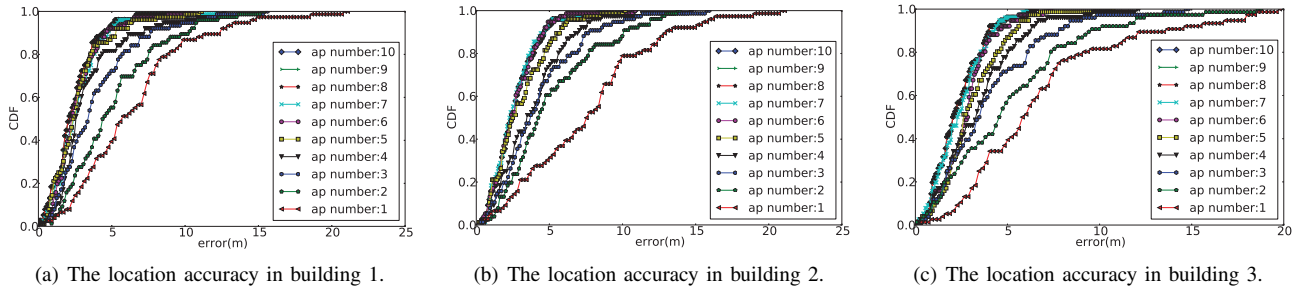 1.0
0.8
0.6
0.4
0.2
0.0
CDF
0
5
10
15
20
25
error(m)
ap number:10
ap number:9
ap number:8
ap number:7
ap number:6
ap number:5
ap number:4
ap number:3
ap number:2
ap number:1
(a) The location accuracy in building 1.
1.0
0.8
0.6
0.4
0.2
0.0
CDF
0
5
10
15
20
25
error(m)
ap number:10
ap number:9
ap number:8
ap number:7
ap number:6
ap number:5
ap number:4
ap number:3
ap number:2
ap number:1
(b) The location accuracy in building 2.
1.0
0.8
0.6
0.4
0.2
0.0
CDF
0
5
10
15
20
error(m)
ap number:10
ap number:9
ap number:8
ap number:7
ap number:6
ap number:5
ap number:4
ap number:3
ap number:2
ap number:1
(c) The location accuracy in building 3.